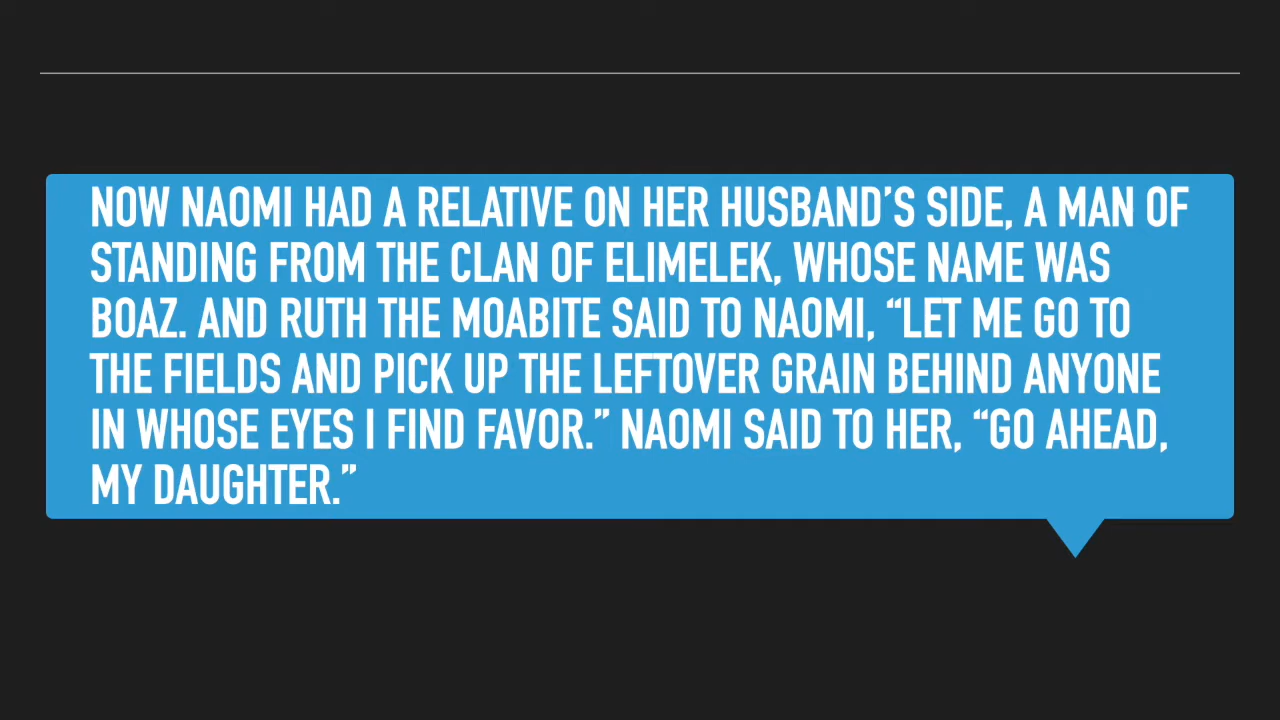 NOW NAOMI HAD A RELATIVE ON HER HUSBAND’S SIDE, A MAN OF
STANDING FROM THE CLAN OF ELIMELEK, WHOSE NAME WAS
BOAZ. AND RUTH THE MOABITE SAID TO NAOMI, “LET ME GO TO
THE FIELDS AND PICK UP THE LEFTOVER GRAIN BEHIND ANYONE
IN WHOSE EYES I FIND FAVOR.” NAOMI SAID TO HER, “GO AHEAD,
MY DAUGHTER.”